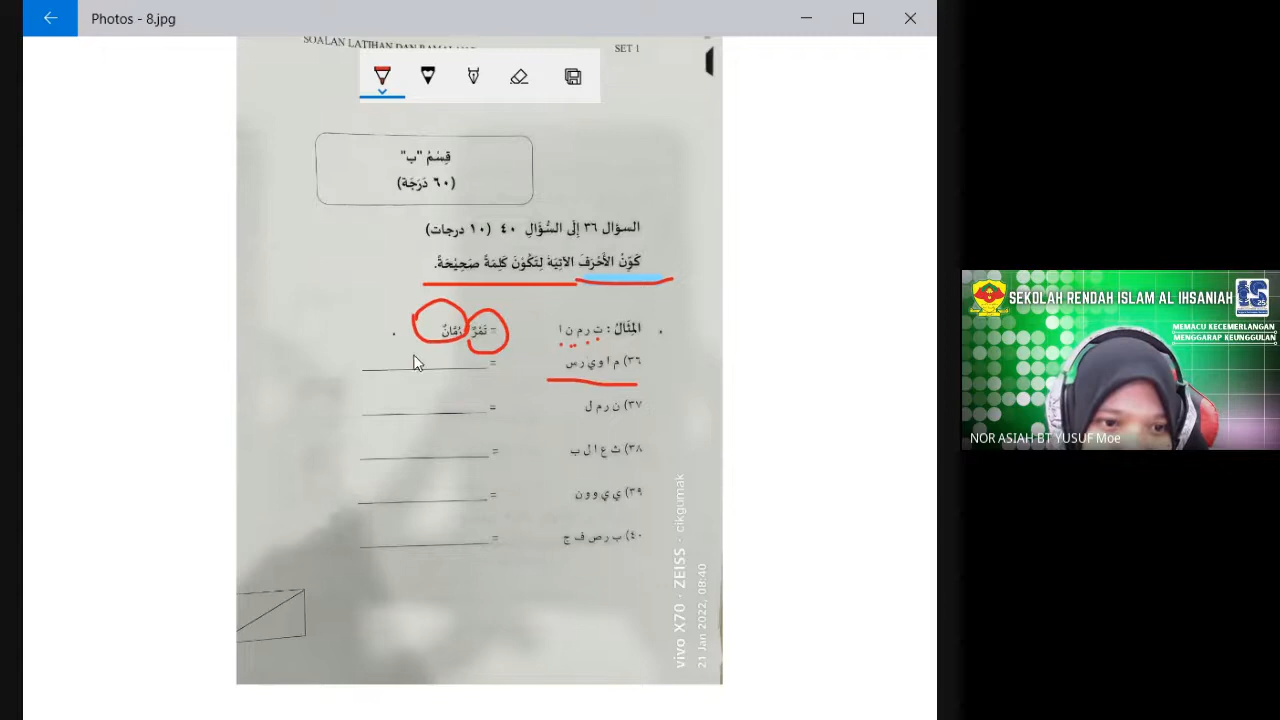 Photos - 8.jpg
SOALAN LATIHAN DAN
SET 1
قِسْمُ "ب"
(٦٠ دَرَجَة)
السؤال ٣٦ إِلَى السُّؤَالِ ٤٠ (١٠ درجات)
كَوِّنْ الأَحْرَفَ الآتِيَةَ لِتَكُوْنَ كَلِمَةً صَحِيْحَةً.
المِثَالُ : ت ر م ن ا = تَمْرٌ رُمَّانٌ .
٣٦) م ا و ي ر س = 
٣٧) ن ر م ل = 
٣٨) ث ع ا ل ب = 
٣٩) ي ي و و ن = 
٤٠) ب ر ص ف ج = 
vivo X70 · ZEISS · cikgumak
21 Jan 2022, 08:40
SEKOLAH RENDAH ISLAM AL IHSANIAH
MEMACU KECEMERLANGAN
MENGGARAP KEUNGGULAN
NOR ASIAH BT YUSUF Moe